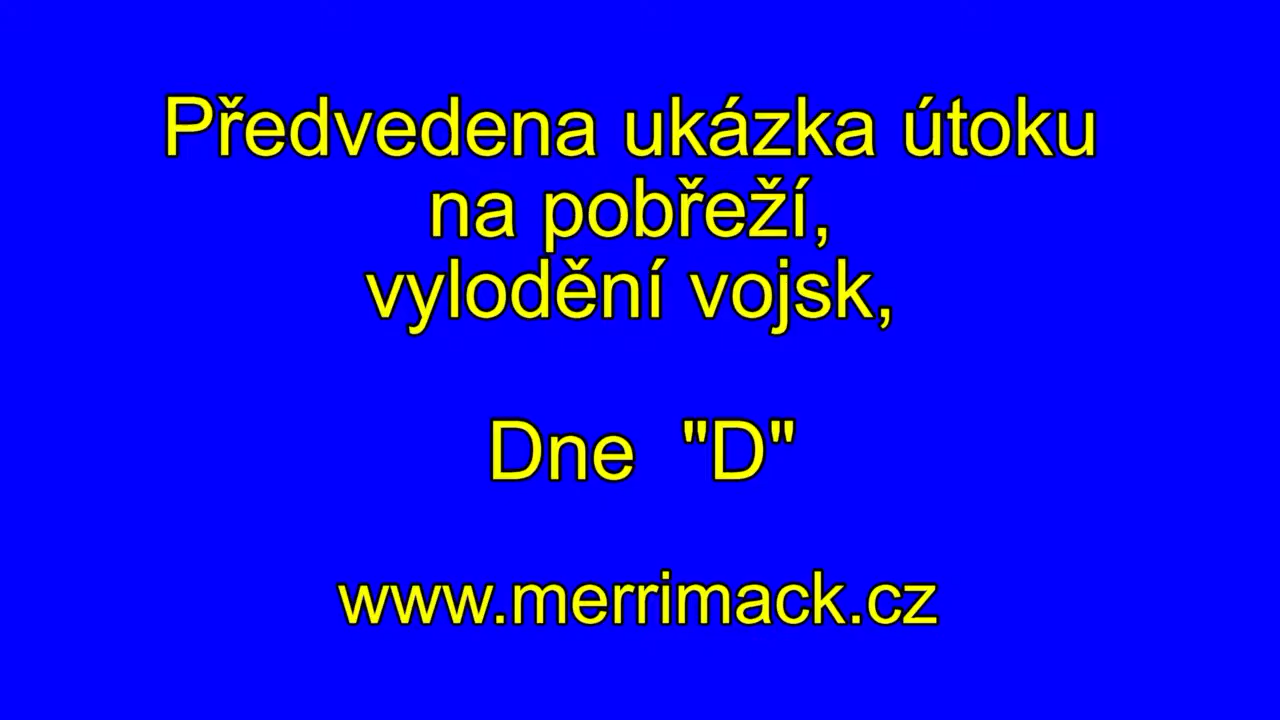 Předvedena ukázka útoku
na pobřeží,
vylodění vojsk,
Dne "D"
www.merrimack.cz